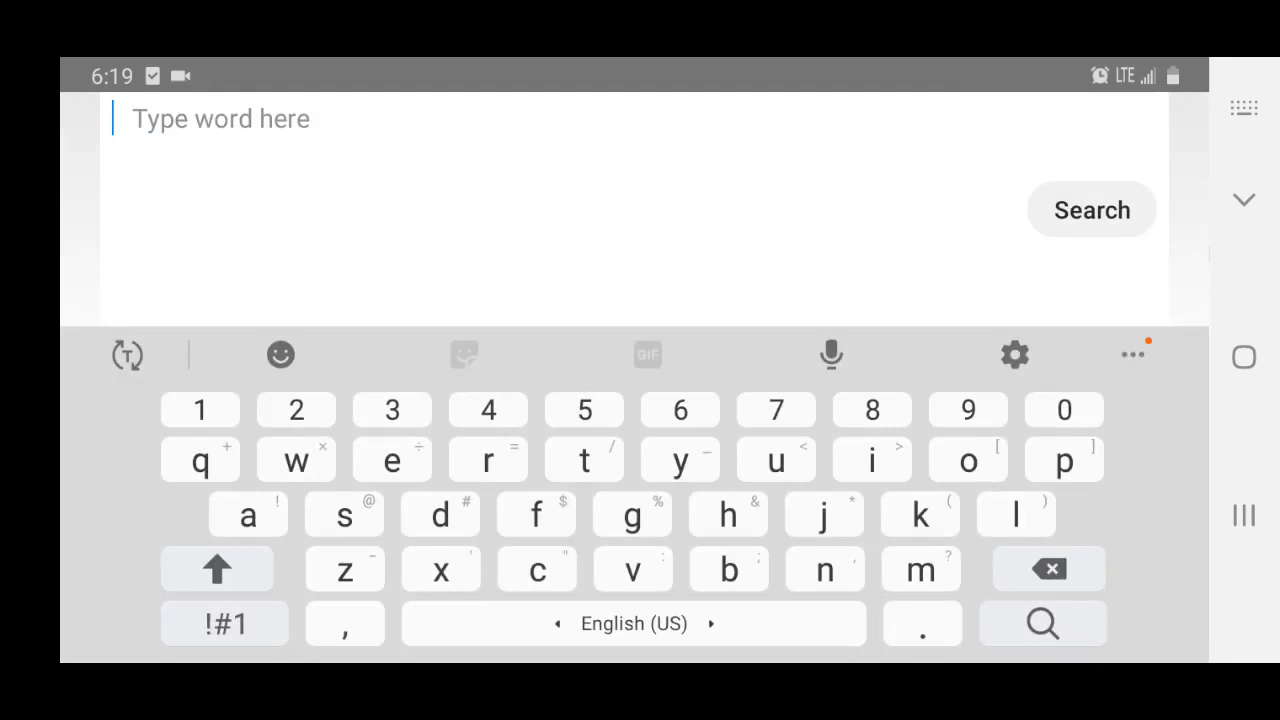 6:19 LTE
Type word here
Search
T GIF
1 2 3 4 5 6 7 8 9 0
q + w × e ÷ r = t / y _ u < i > o [ p ]
a ! s @ d # f $ g % h & j * k ( l )
z - x ' c " v : b ; n , m ?
!#1 , English (US) .